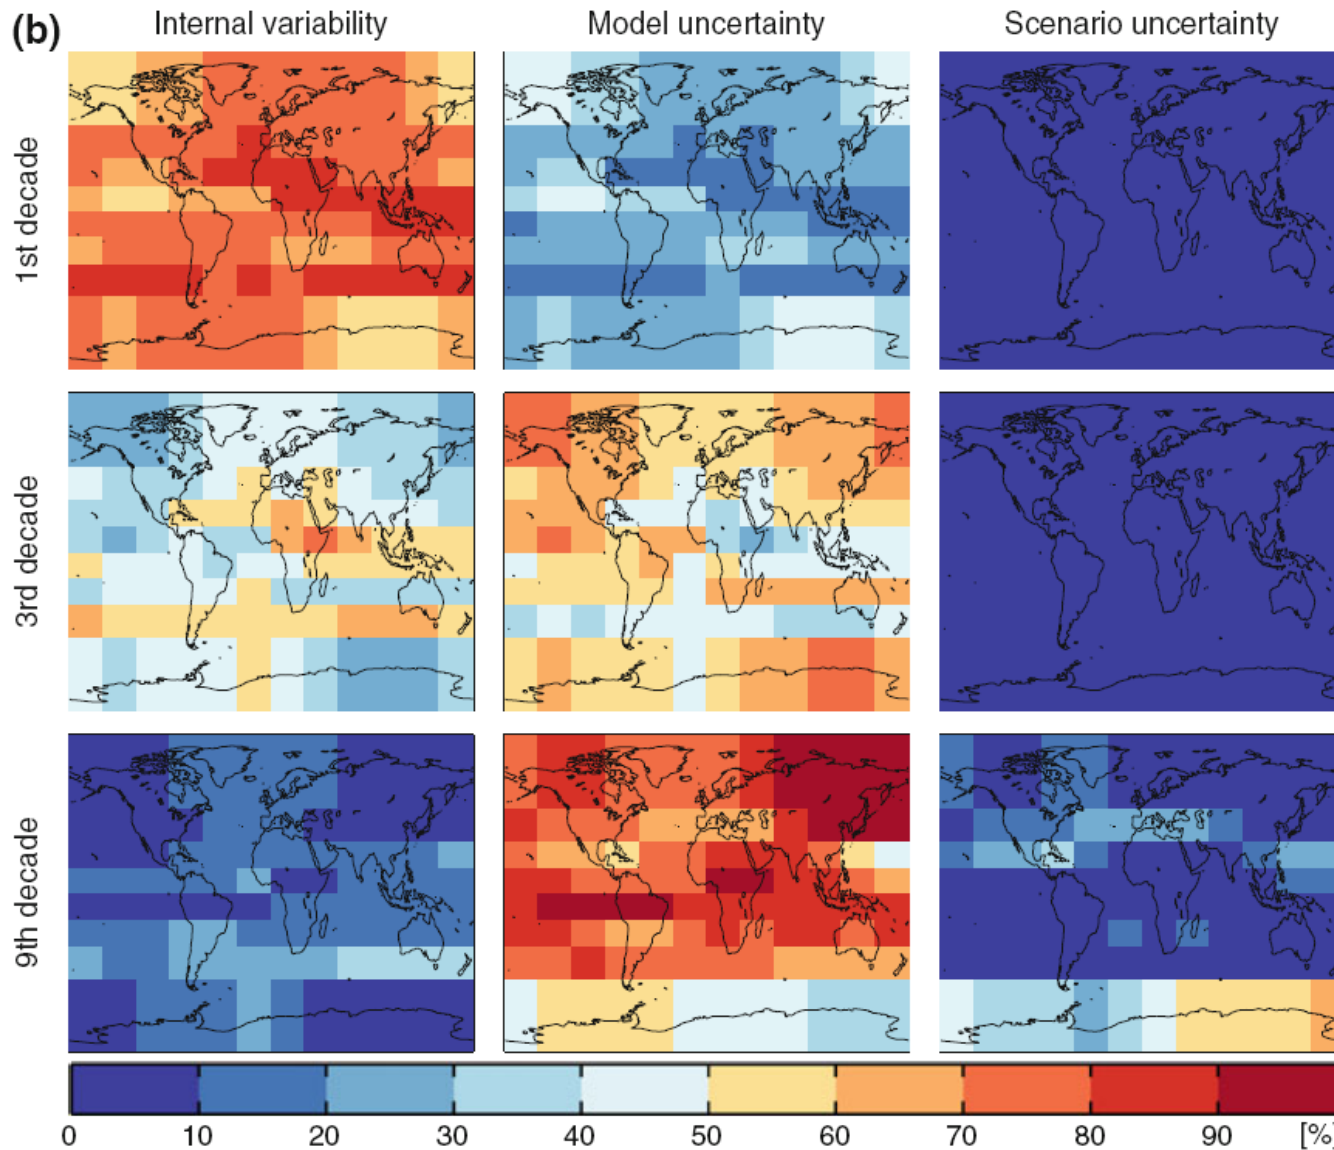 (b) Internal variability Model uncertainty Scenario uncertainty
1st decade
3rd decade
9th decade
0 10 20 30 40 50 60 70 80 90 [%